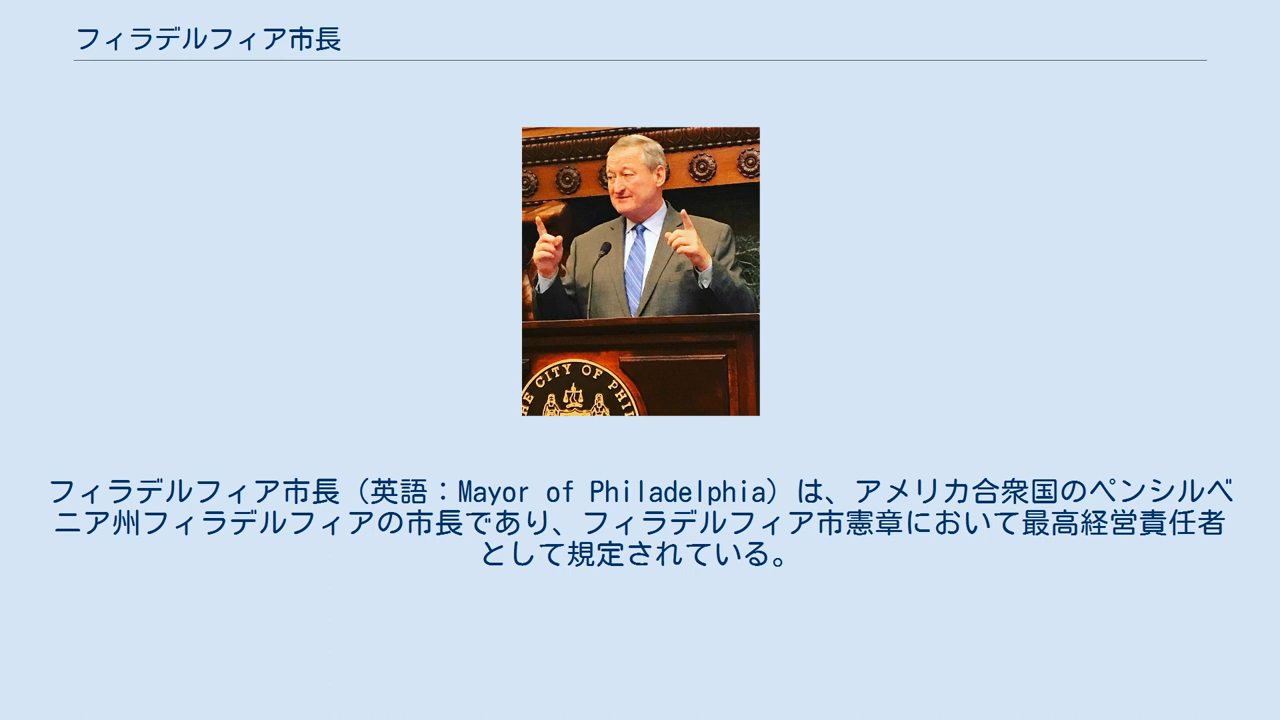 フィラデルフィア市長
THE CITY OF PHIL
フィラデルフィア市長（英語：Mayor of Philadelphia）は、アメリカ合衆国のペンシルベ
ニア州フィラデルフィアの市長であり、フィラデルフィア市憲章において最高経営責任者
として規定されている。